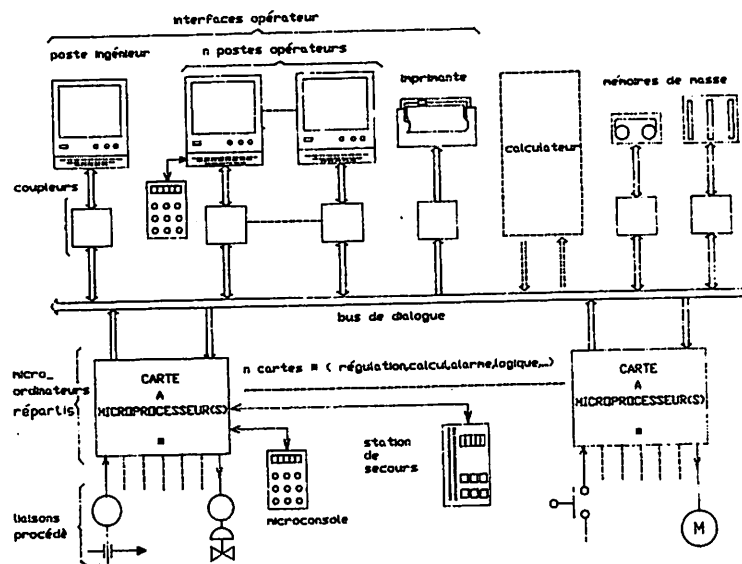 interfaces opérateur
poste ingénieur
n postes opérateurs
imprimante
mémoires de masse
calculateur
coupleurs
bus de dialogue
micro_
ordinateurs
répartis
CARTE
A
MICROPROCESSEUR(S)
¤
n cartes ¤ ( régulation,calcul,alarme,logique,...)
CARTE
A
MICROPROCESSEUR(S)
¤
station
de
secours
microconsole
liaisons
procédè
M